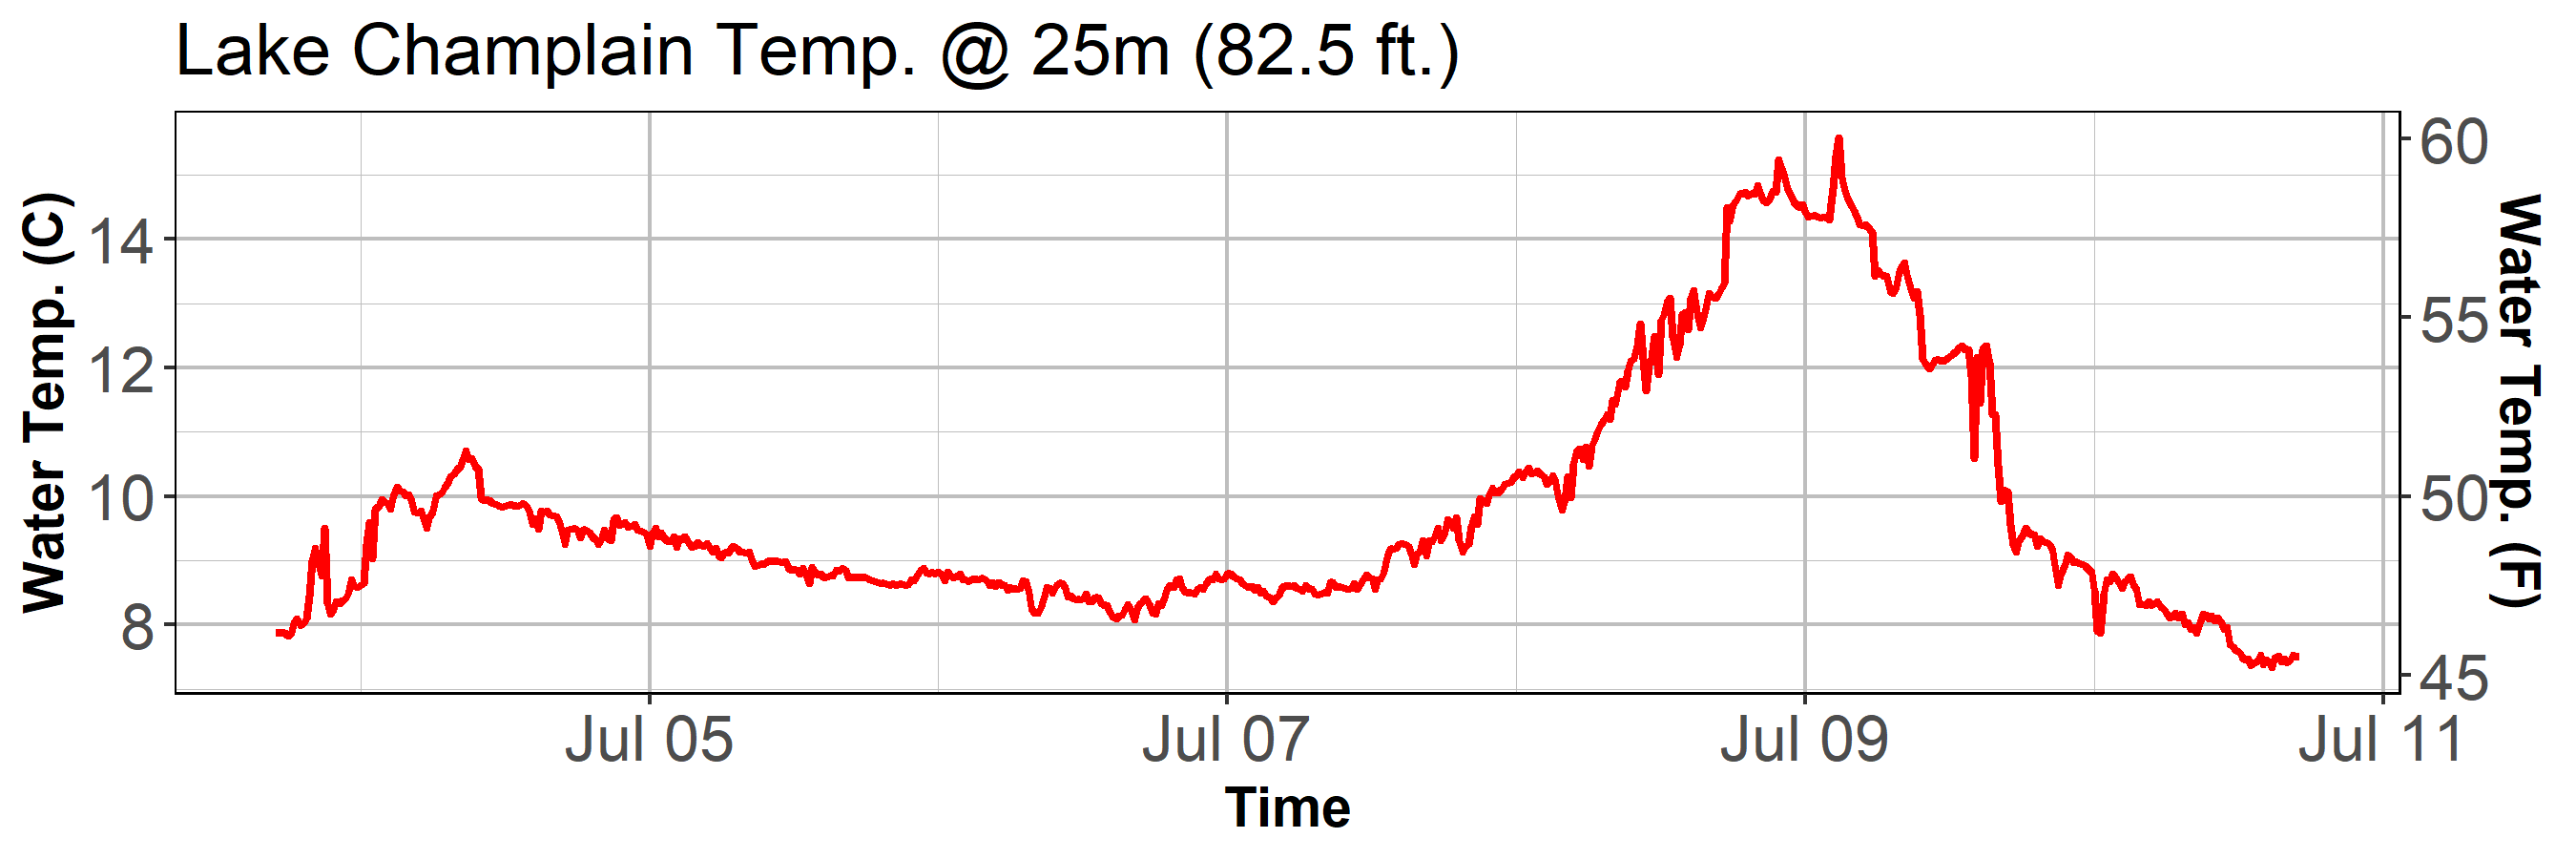 Lake Champlain Temp. @ 25m (82.5 ft.)
Water Temp. (C)
14
12
10
8
60
55
50
45
Water Temp. (F)
Jul 05
Jul 07
Jul 09
Jul 11
Time